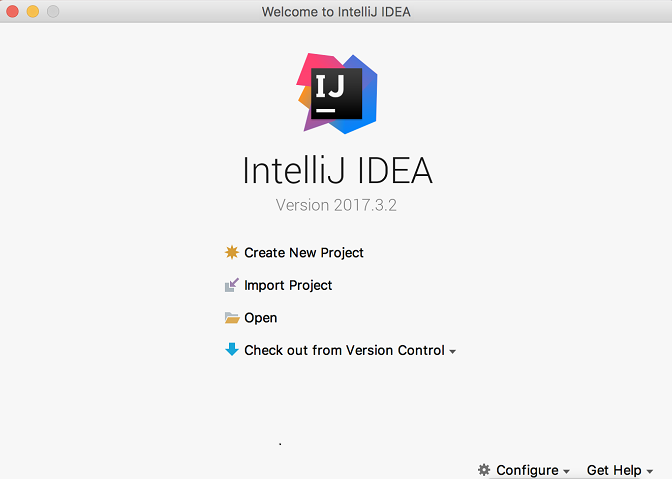 Welcome to IntelliJ IDEA
IJ
IntelliJ IDEA
Version 2017.3.2
Create New Project
Import Project
Open
Check out from Version Control
Configure
Get Help